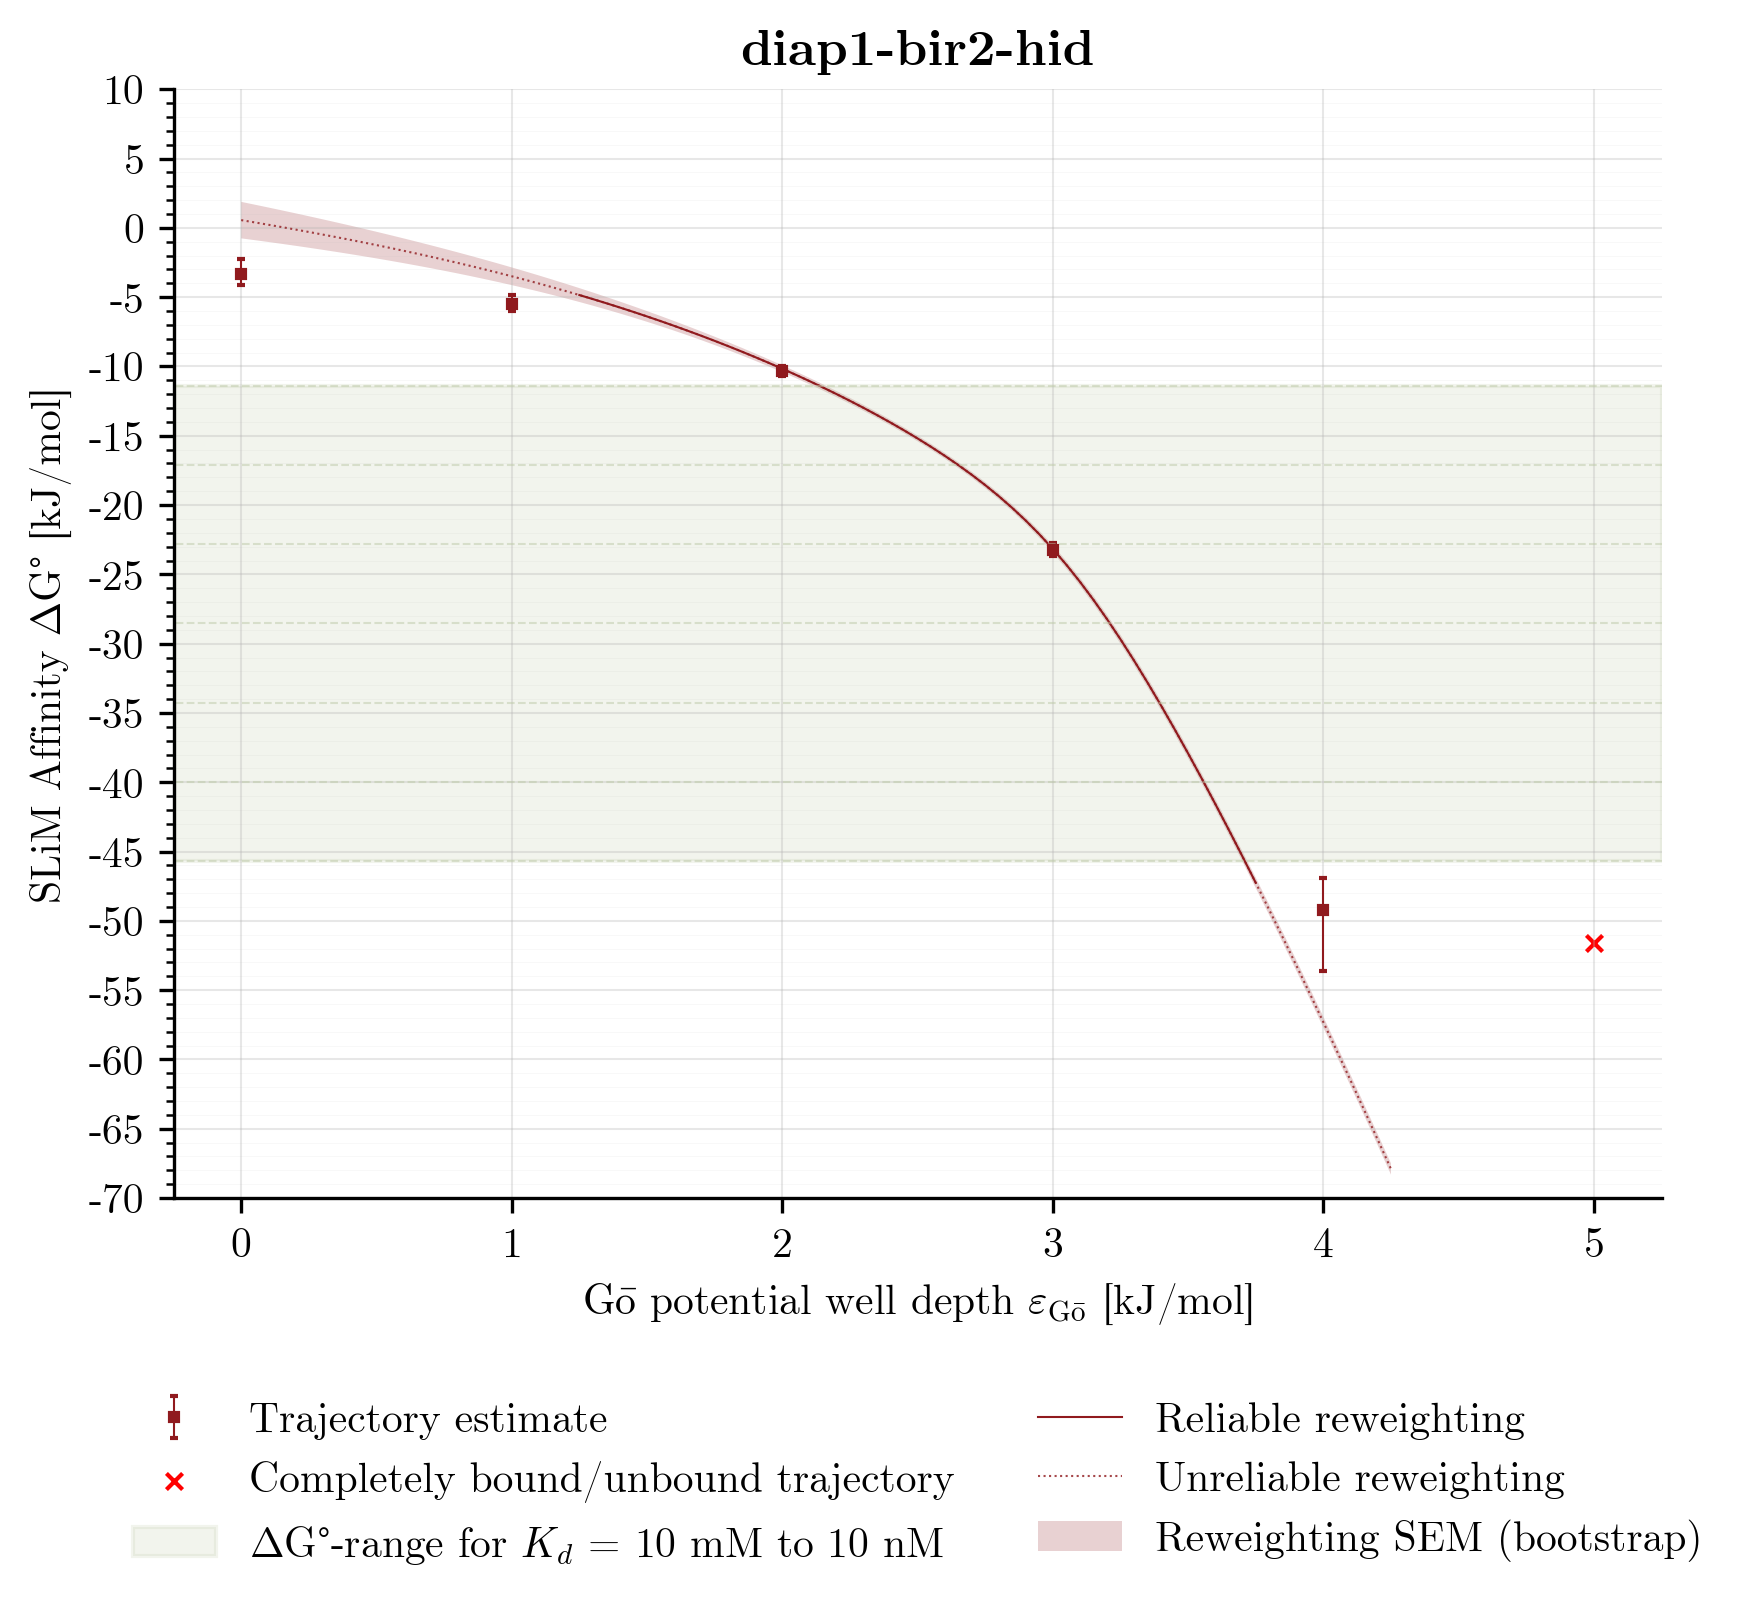 diap1-bir2-hid
10
5
0
-5
-10
-15
-20
-25
-30
-35
-40
-45
-50
-55
-60
-65
-70
SLiM Affinity ΔG° [kJ/mol]
0 1 2 3 4 5
Gō potential well depth ε_Gō [kJ/mol]
Trajectory estimate
Completely bound/unbound trajectory
ΔG°-range for K_d = 10 mM to 10 nM
Reliable reweighting
Unreliable reweighting
Reweighting SEM (bootstrap)